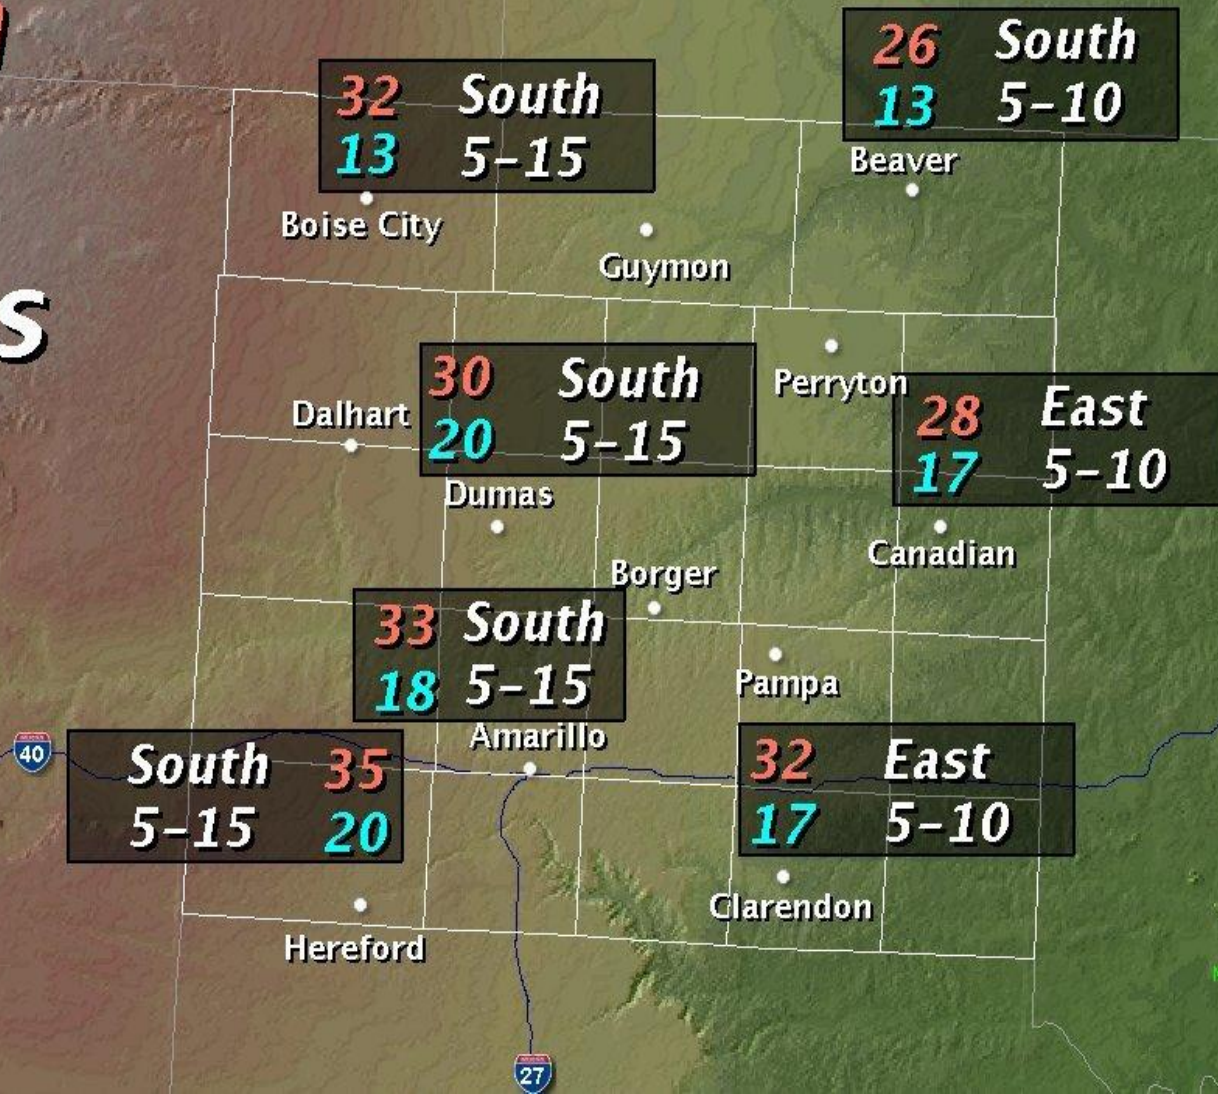 26 South
13 5-10
Beaver
32 South
13 5-15
Boise City
Guymon
s
30 South
20 5-15
Perryton
Dalhart
28 East
17 5-10
Dumas
Canadian
Borger
33 South
18 5-15
Pampa
Amarillo
40
South 35
5-15 20
32 East
17 5-10
Clarendon
Hereford
27